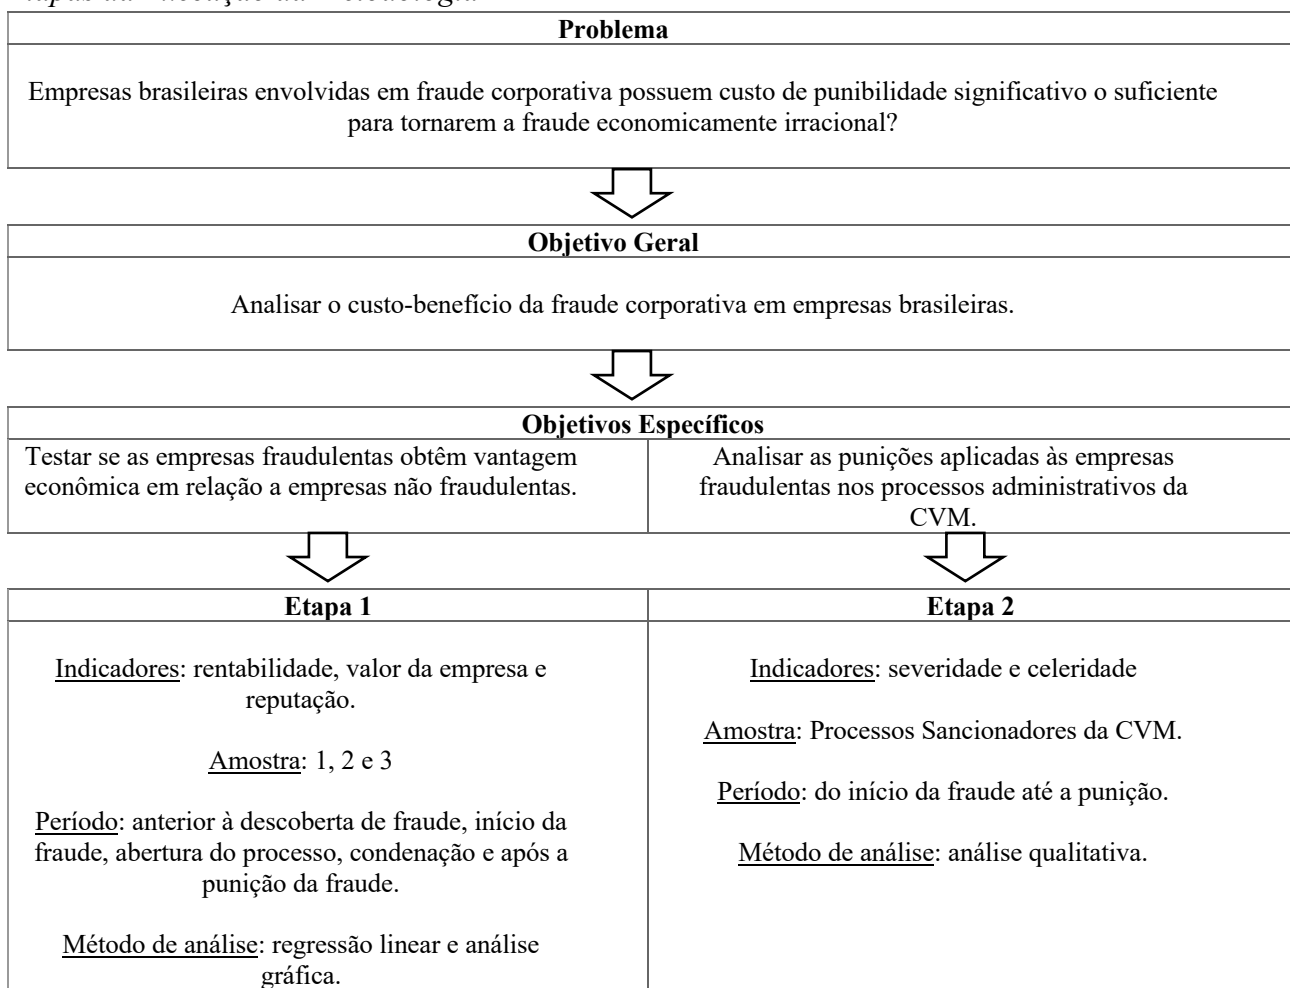 Problema
Empresas brasileiras envolvidas em fraude corporativa possuem custo de punibilidade significativo o suficiente
para tornarem a fraude economicamente irracional?
Objetivo Geral
Analisar o custo-benefício da fraude corporativa em empresas brasileiras.
Objetivos Específicos
Testar se as empresas fraudulentas obtêm vantagem
econômica em relação a empresas não fraudulentas.
Analisar as punições aplicadas às empresas
fraudulentas nos processos administrativos da
CVM.
Etapa 1
Indicadores: rentabilidade, valor da empresa e
reputação.
Amostra: 1, 2 e 3
Período: anterior à descoberta de fraude, início da
fraude, abertura do processo, condenação e após a
punição da fraude.
Método de análise: regressão linear e análise
gráfica.
Etapa 2
Indicadores: severidade e celeridade
Amostra: Processos Sancionadores da CVM.
Período: do início da fraude até a punição.
Método de análise: análise qualitativa.